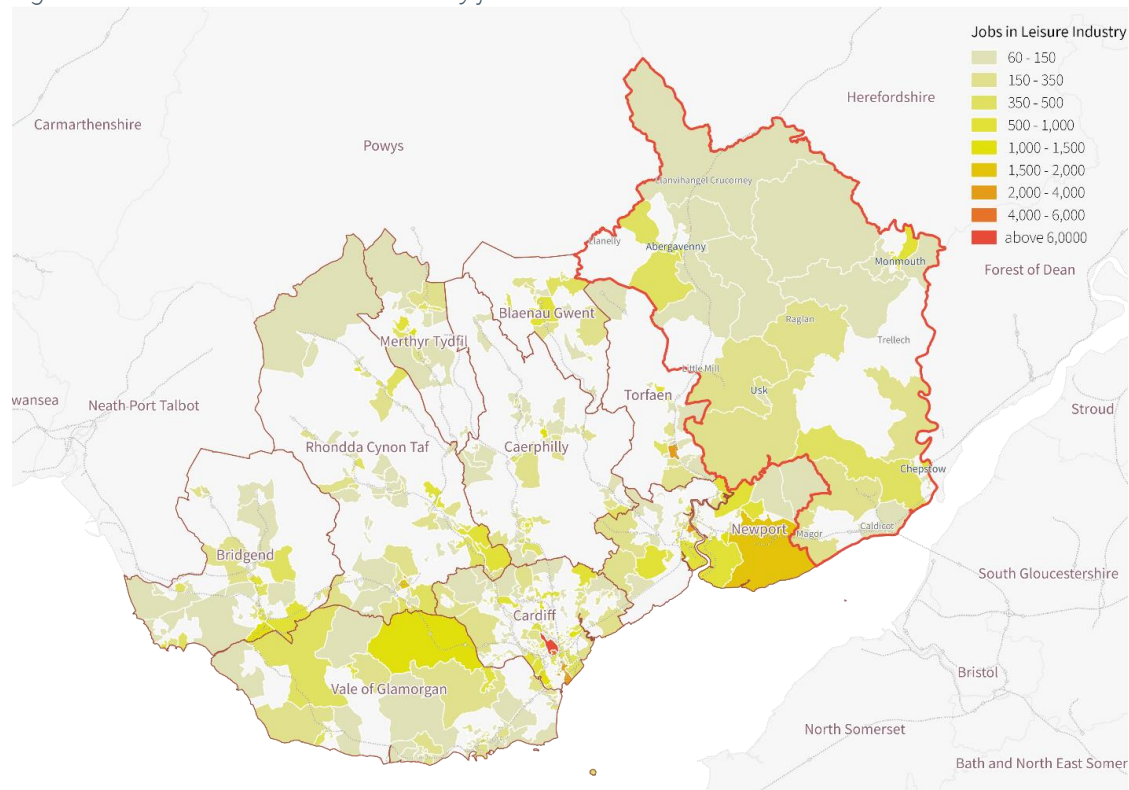 Jobs in Leisure Industry
60 - 150
150 - 350
350 - 500
500 - 1,000
1,000 - 1,500
1,500 - 2,000
2,000 - 4,000
4,000 - 6,000
above 6,0000
Herefordshire
Carmarthenshire
Powys
Llanvihangel Crucorney
Llanelly
Abergavenny
Monmouth
Forest of Dean
Blaenau Gwent
Ragian
Merthyr Tydfil
Trellech
Little Mill
Usk
Torfaen
wansea
Neath-Port Talbot
Stroud
Rhondda Cynon Taf
Caerphilly
Chepstow
Newport
Magor
Caldicot
Bridgend
South Gloucestershire
Cardiff
Bristol
Vale of Glamorgan
North Somerset
Bath and North East Somer